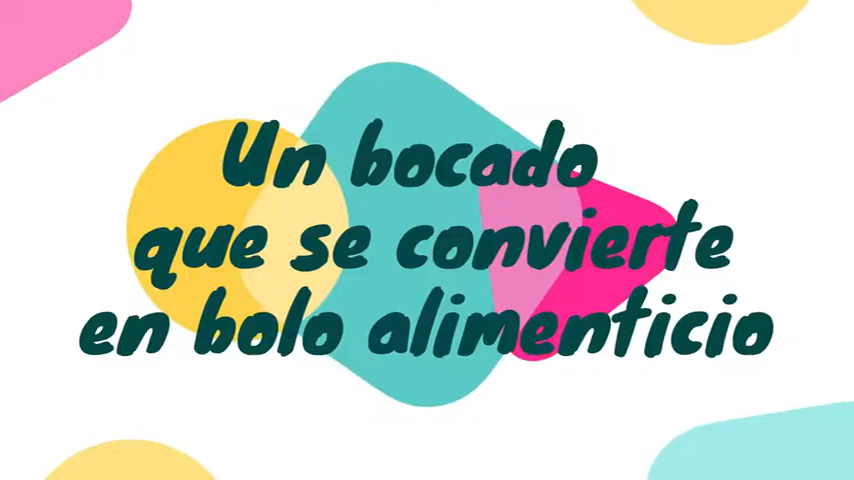 Un bocado
que se convierte
en bolo alimenticio